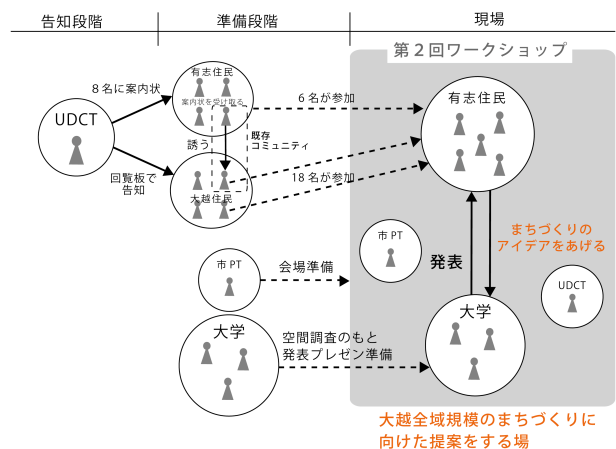 告知段階
準備段階
現場
第２回ワークショップ
８名に案内状
有志住民
案内状を受け取る
６名が参加
有志住民
UDCT
誘う
既存
コミュニティ
回覧板で
告知
大越住民
18名が参加
市 PT
会場準備
市 PT
発表
まちづくりの
アイデアをあげる
UDCT
大学
空間調査のもと
発表プレゼン準備
大学
大越全域規模のまちづくりに
向けた提案をする場